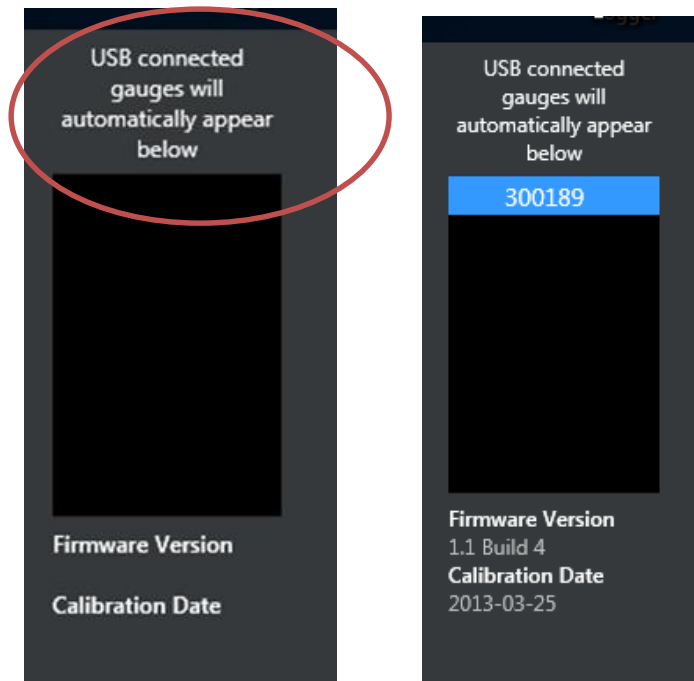 USB connected
gauges will
automatically appear
below
Firmware Version
Calibration Date
USB connected
gauges will
automatically appear
below
300189
Firmware Version
1.1 Build 4
Calibration Date
2013-03-25